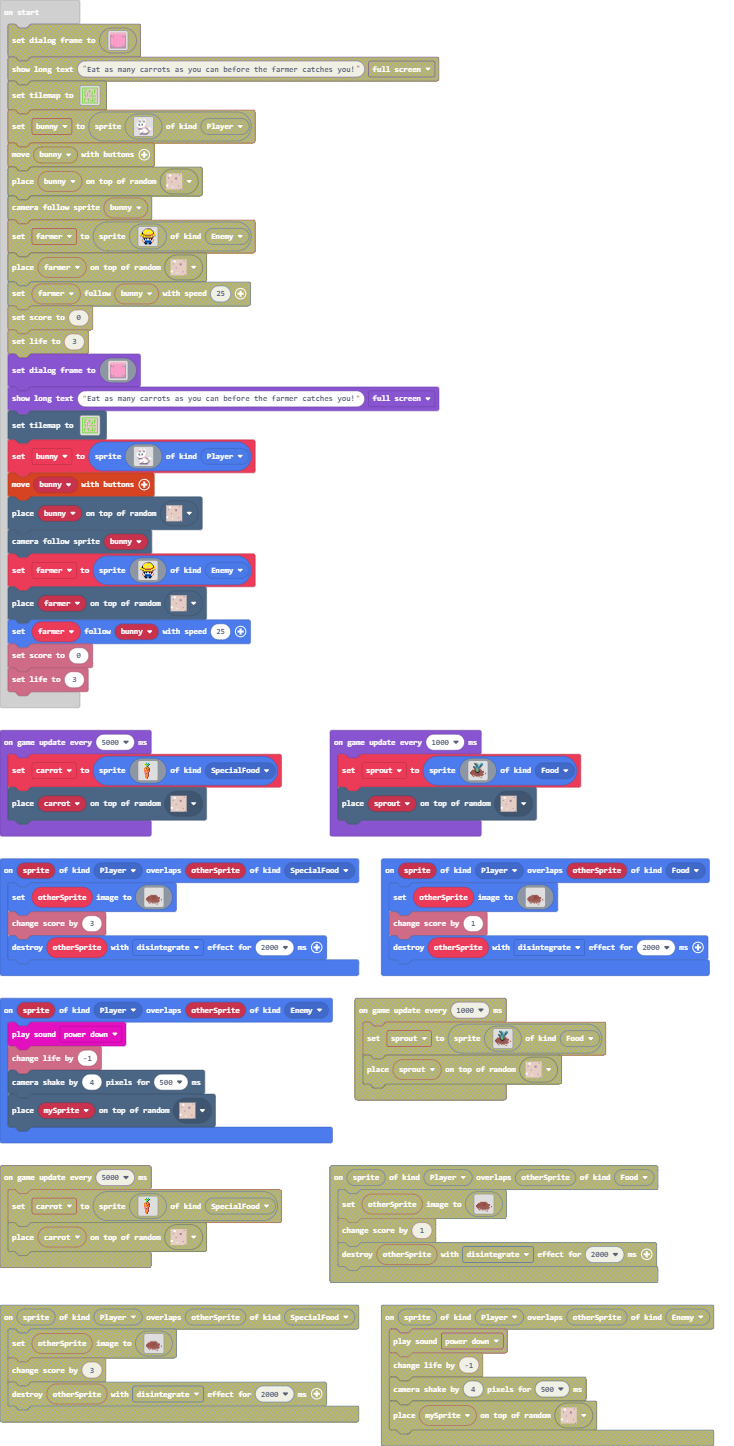 on start
set dialog frame to
show long text "Eat as many carrots as you can before the farmer catches you!" full screen
set tilemap to
set bunny to sprite of kind Player
move bunny with buttons
place bunny on top of random
camera follow sprite bunny
set farmer to sprite of kind Enemy
place farmer on top of random
set farmer follow bunny with speed 25
set score to 0
set life to 3
set dialog frame to
show long text "Eat as many carrots as you can before the farmer catches you!" full screen
set tilemap to
set bunny to sprite of kind Player
move bunny with buttons
place bunny on top of random
camera follow sprite bunny
set farmer to sprite of kind Enemy
place farmer on top of random
set farmer follow bunny with speed 25
set score to 0
set life to 3
on game update every 5000 ms
set carrot to sprite of kind SpecialFood
place carrot on top of random
on game update every 1000 ms
set sprout to sprite of kind Food
place sprout on top of random
on sprite of kind Player overlaps otherSprite of kind SpecialFood
set otherSprite image to
change score by 3
destroy otherSprite with disintegrate effect for 2000 ms
on sprite of kind Player overlaps otherSprite of kind Food
set otherSprite image to
change score by 1
destroy otherSprite with disintegrate effect for 2000 ms
on sprite of kind Player overlaps otherSprite of kind Enemy
play sound power down
change life by -1
camera shake by 4 pixels for 500 ms
place mySprite on top of random
on game update every 1000 ms
set sprout to sprite of kind Food
place sprout on top of random
on game update every 5000 ms
set carrot to sprite of kind SpecialFood
place carrot on top of random
on sprite of kind Player overlaps otherSprite of kind Food
set otherSprite image to
change score by 1
destroy otherSprite with disintegrate effect for 2000 ms
on sprite of kind Player overlaps otherSprite of kind SpecialFood
set otherSprite image to
change score by 3
destroy otherSprite with disintegrate effect for 2000 ms
on sprite of kind Player overlaps otherSprite of kind Enemy
play sound power down
change life by -1
camera shake by 4 pixels for 500 ms
place mySprite on top of random